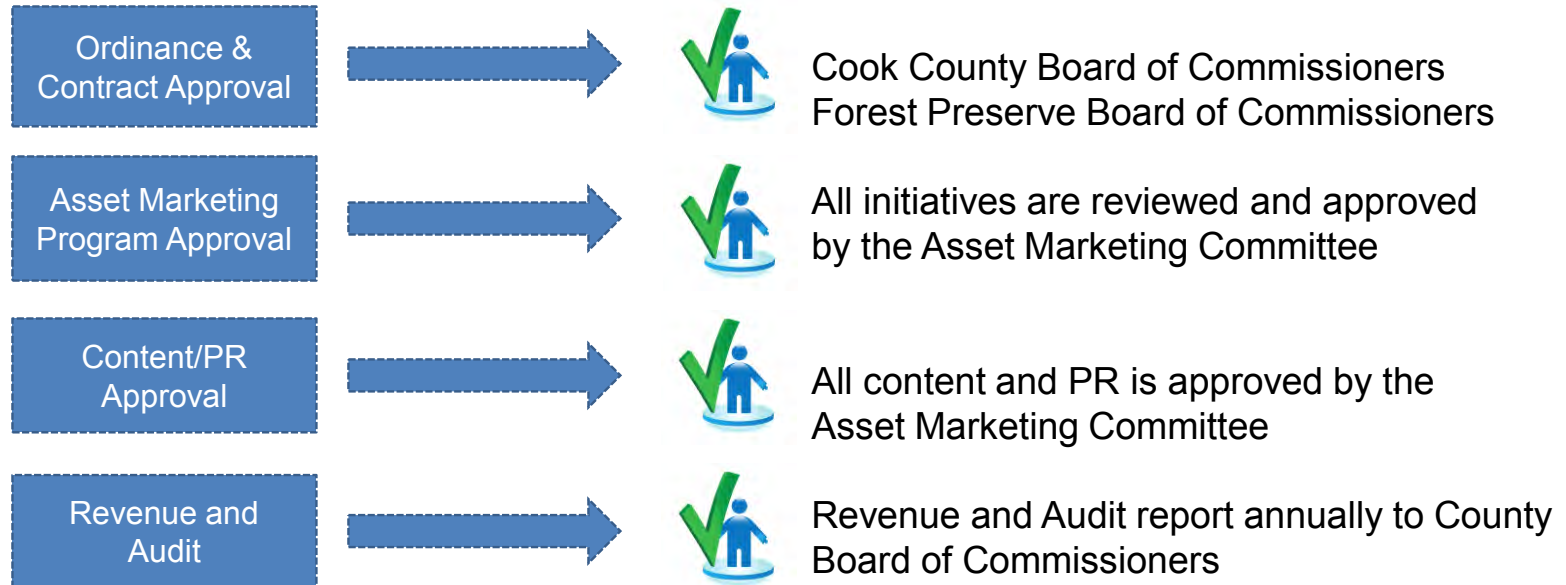 Ordinance &
Contract Approval
Cook County Board of Commissioners
Forest Preserve Board of Commissioners
Asset Marketing
Program Approval
All initiatives are reviewed and approved
by the Asset Marketing Committee
Content/PR
Approval
All content and PR is approved by the
Asset Marketing Committee
Revenue and
Audit
Revenue and Audit report annually to County
Board of Commissioners